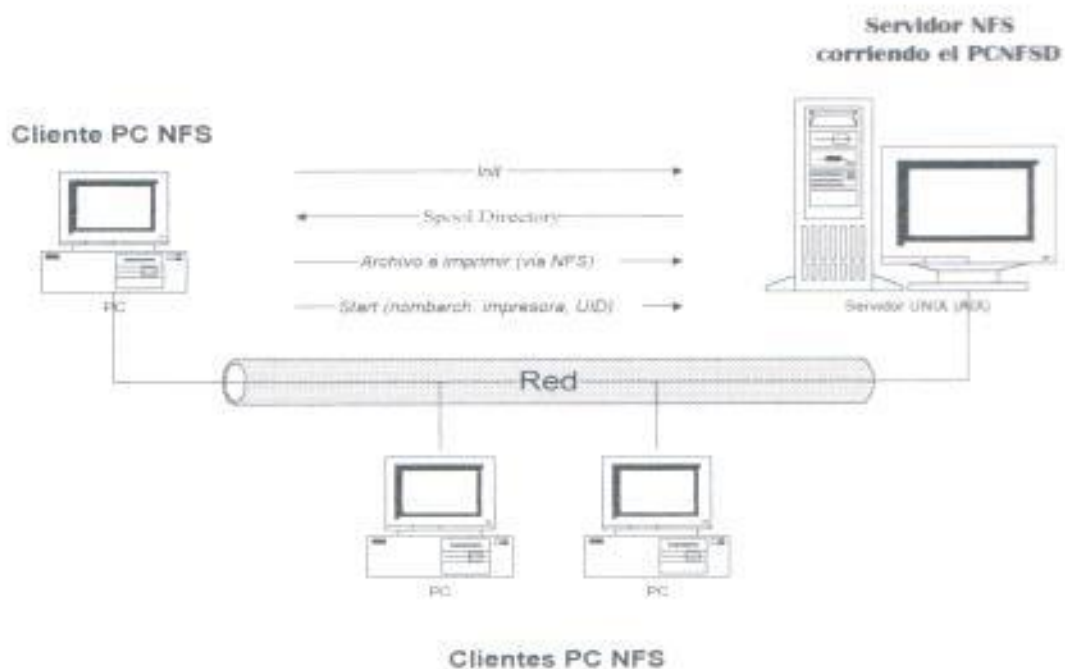 Servidor NFS
corriendo el PCNFSD
Cliente PC NFS
Init
Spool Directory
Archivo a imprimir (via NFS)
Start (nombarch. impresora, UID)
PC
Servidor UNIX (AIX)
Red
PC
PC
Clientes PC NFS